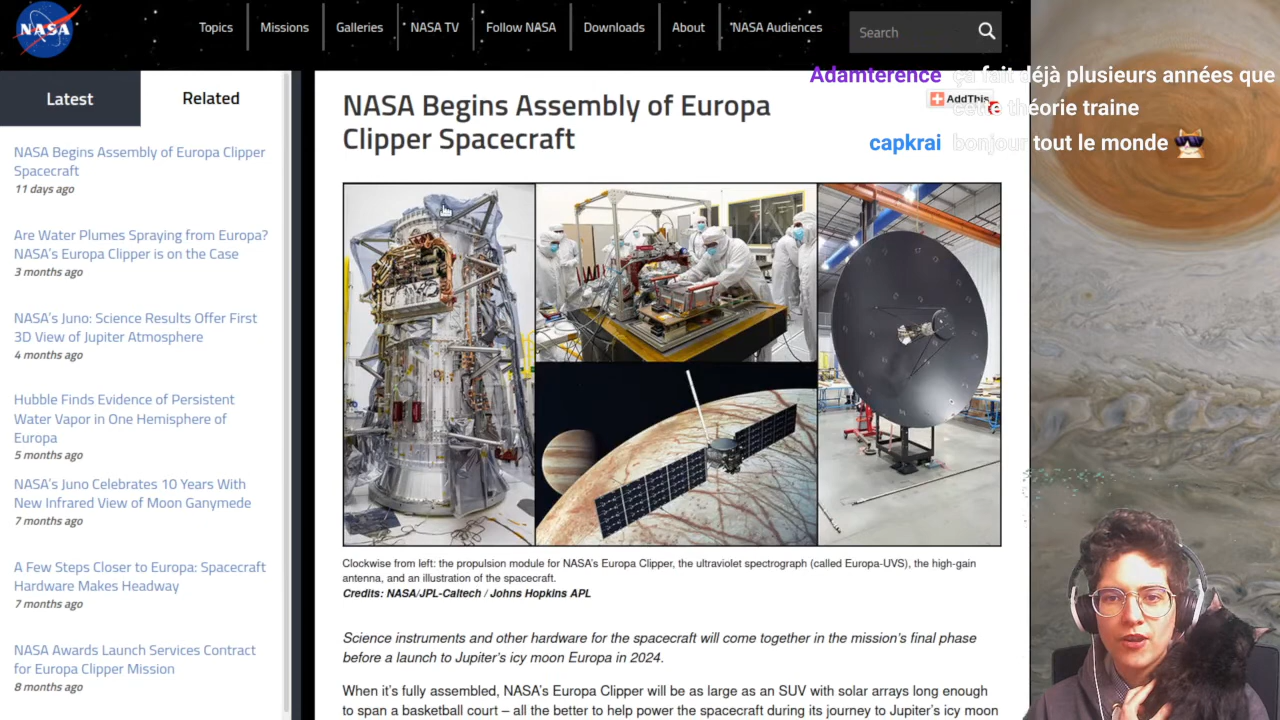 NASA
Topics
Missions
Galleries
NASA TV
Follow NASA
Downloads
About
NASA Audiences
Search
Latest
Related
NASA Begins Assembly of Europa Clipper
Spacecraft
11 days ago
Are Water Plumes Spraying from Europa?
NASA's Europa Clipper is on the Case
3 months ago
NASA's Juno: Science Results Offer First
3D View of Jupiter Atmosphere
4 months ago
Hubble Finds Evidence of Persistent
Water Vapor in One Hemisphere of
Europa
5 months ago
NASA's Juno Celebrates 10 Years With
New Infrared View of Moon Ganymede
7 months ago
A Few Steps Closer to Europa: Spacecraft
Hardware Makes Headway
7 months ago
NASA Awards Launch Services Contract
for Europa Clipper Mission
8 months ago
NASA Begins Assembly of Europa
Clipper Spacecraft
AddThis
Adamterence ça fait déjà plusieurs années que
cette théorie traine
capkrai bonjour tout le monde
Clockwise from left: the propulsion module for NASA's Europa Clipper, the ultraviolet spectrograph (called Europa-UVS), the high-gain
antenna, and an illustration of the spacecraft.
Credits: NASA/JPL-Caltech / Johns Hopkins APL
Science instruments and other hardware for the spacecraft will come together in the mission's final phase
before a launch to Jupiter's icy moon Europa in 2024.
When it's fully assembled, NASA's Europa Clipper will be as large as an SUV with solar arrays long enough
to span a basketball court – all the better to help power the spacecraft during its journey to Jupiter's icy moon